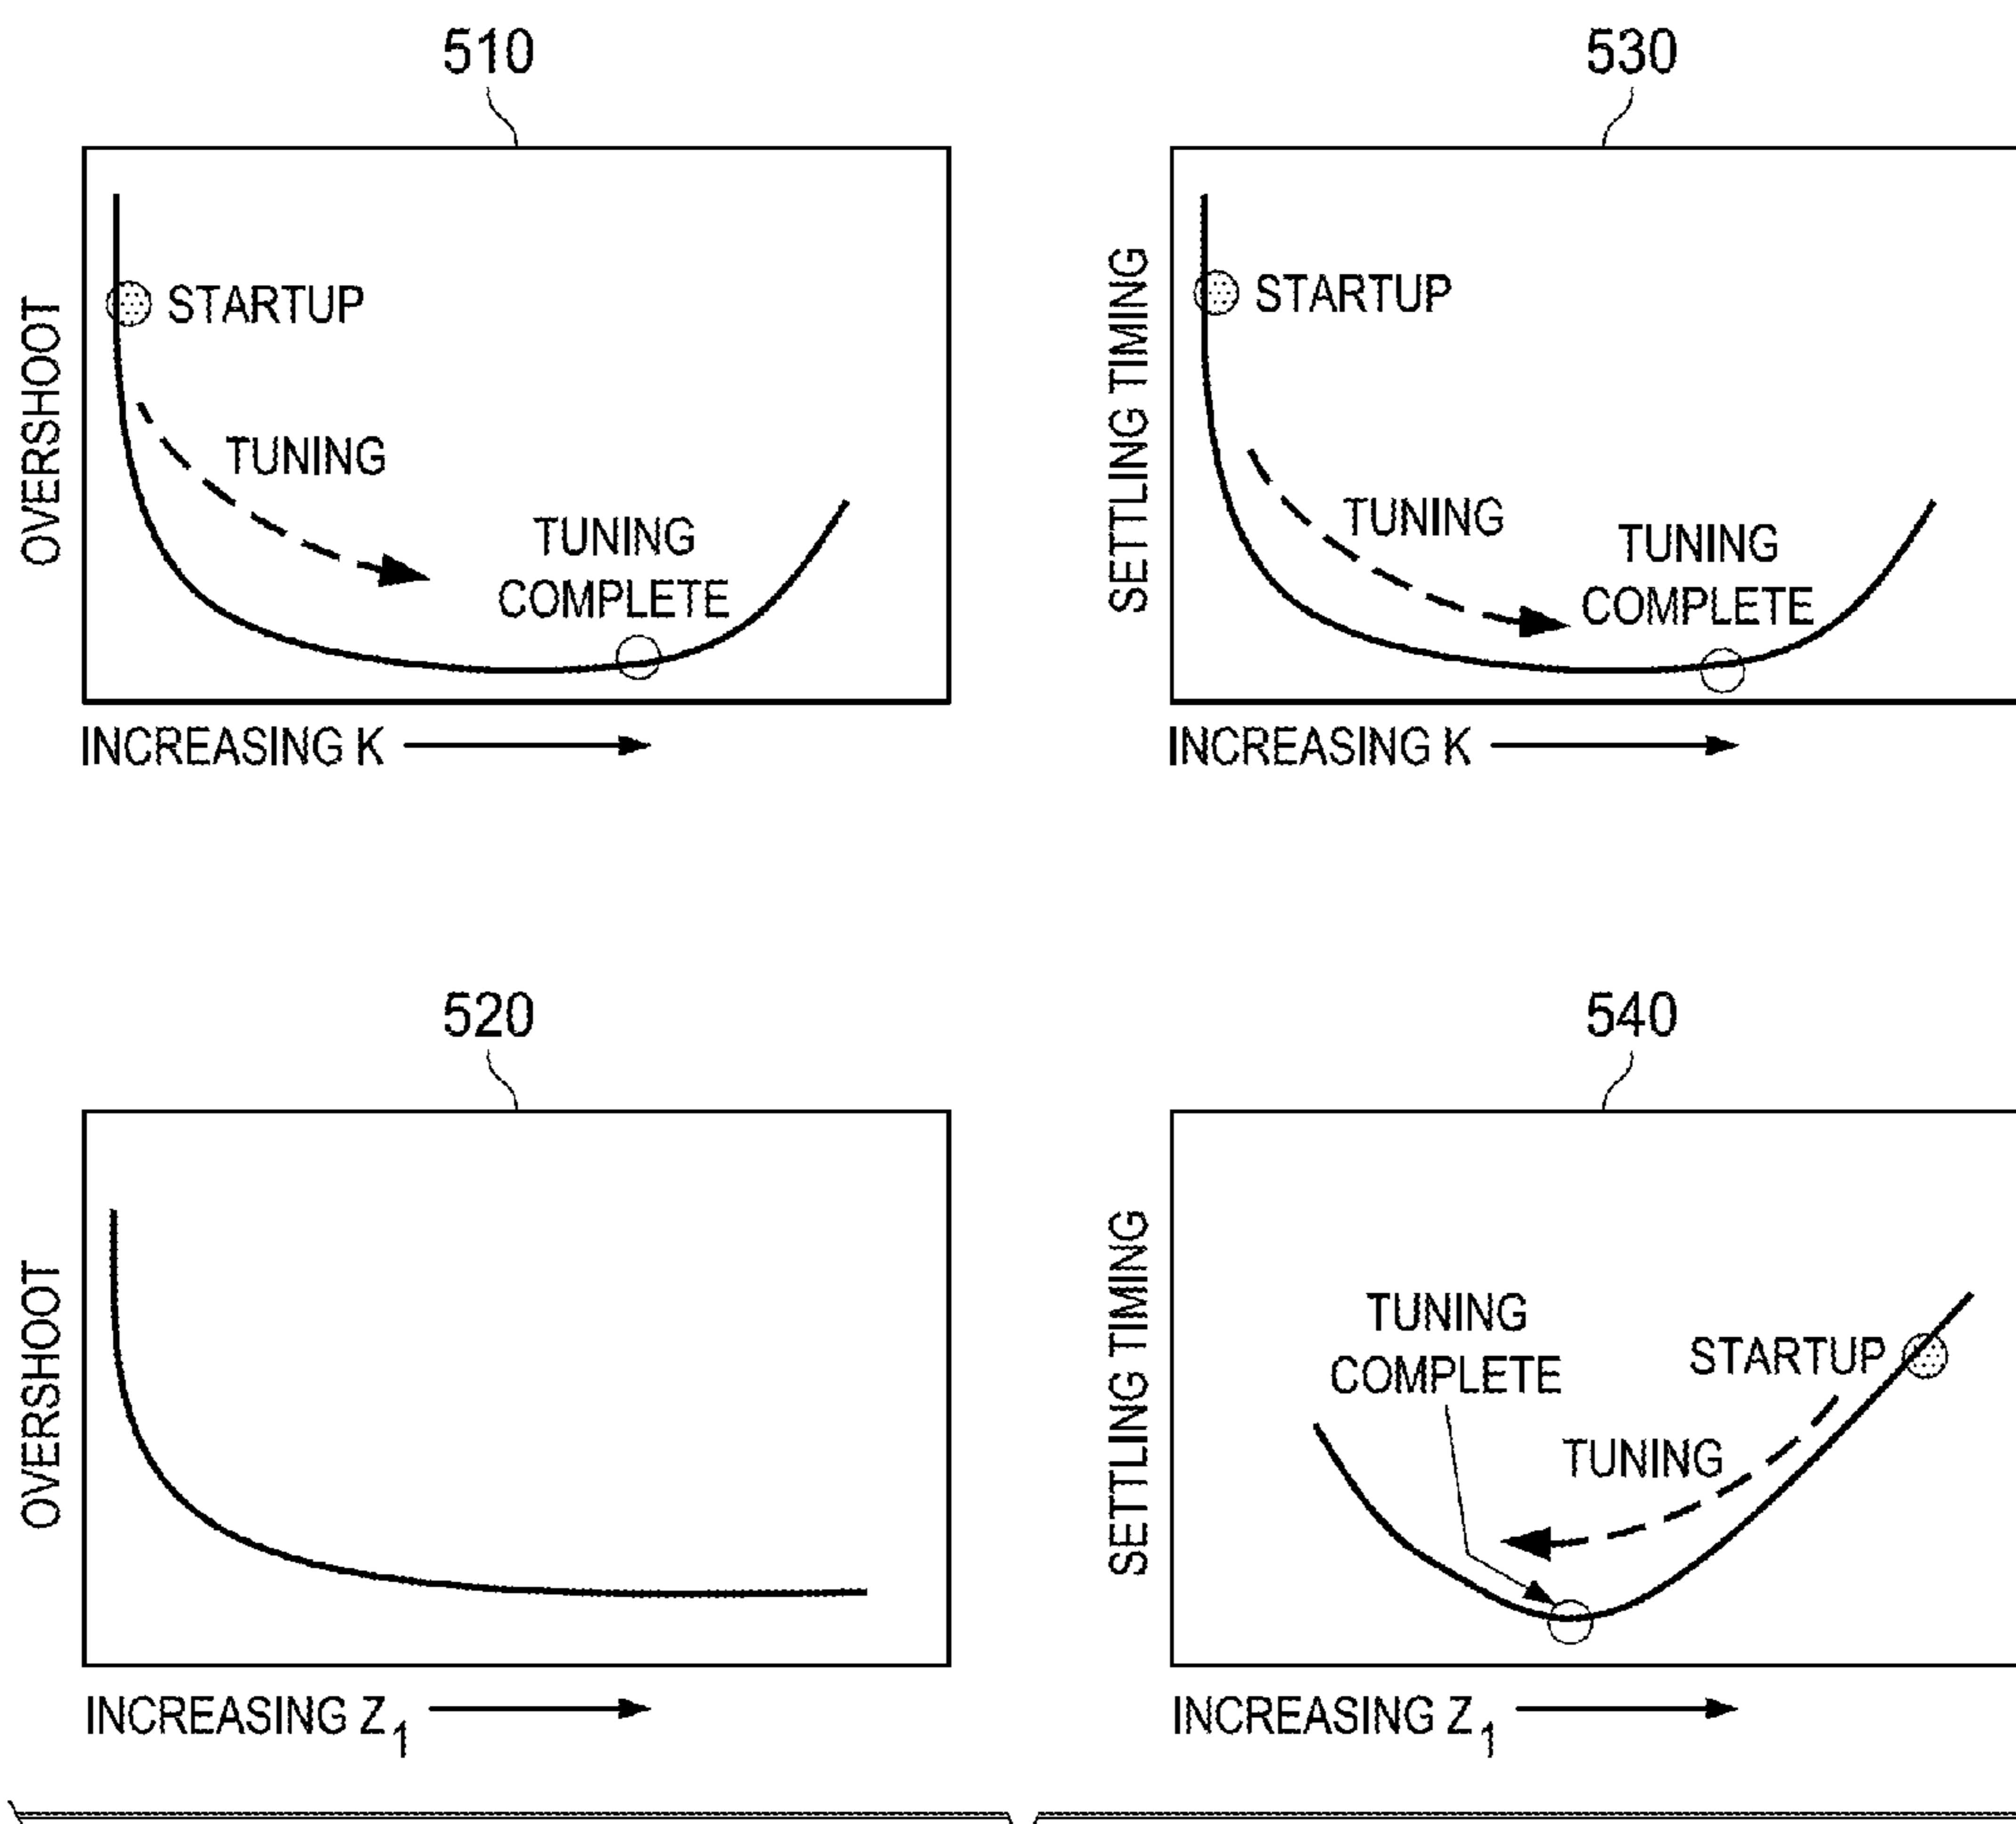 510
OVERSHOOT
STARTUP
TUNING
TUNING
COMPLETE
INCREASING K
530
SETTLING TIMING
STARTUP
TUNING
TUNING
COMPLETE
INCREASING K
520
OVERSHOOT
INCREASING Z1
540
SETTLING TIMING
TUNING
COMPLETE
STARTUP
TUNING
INCREASING Z1